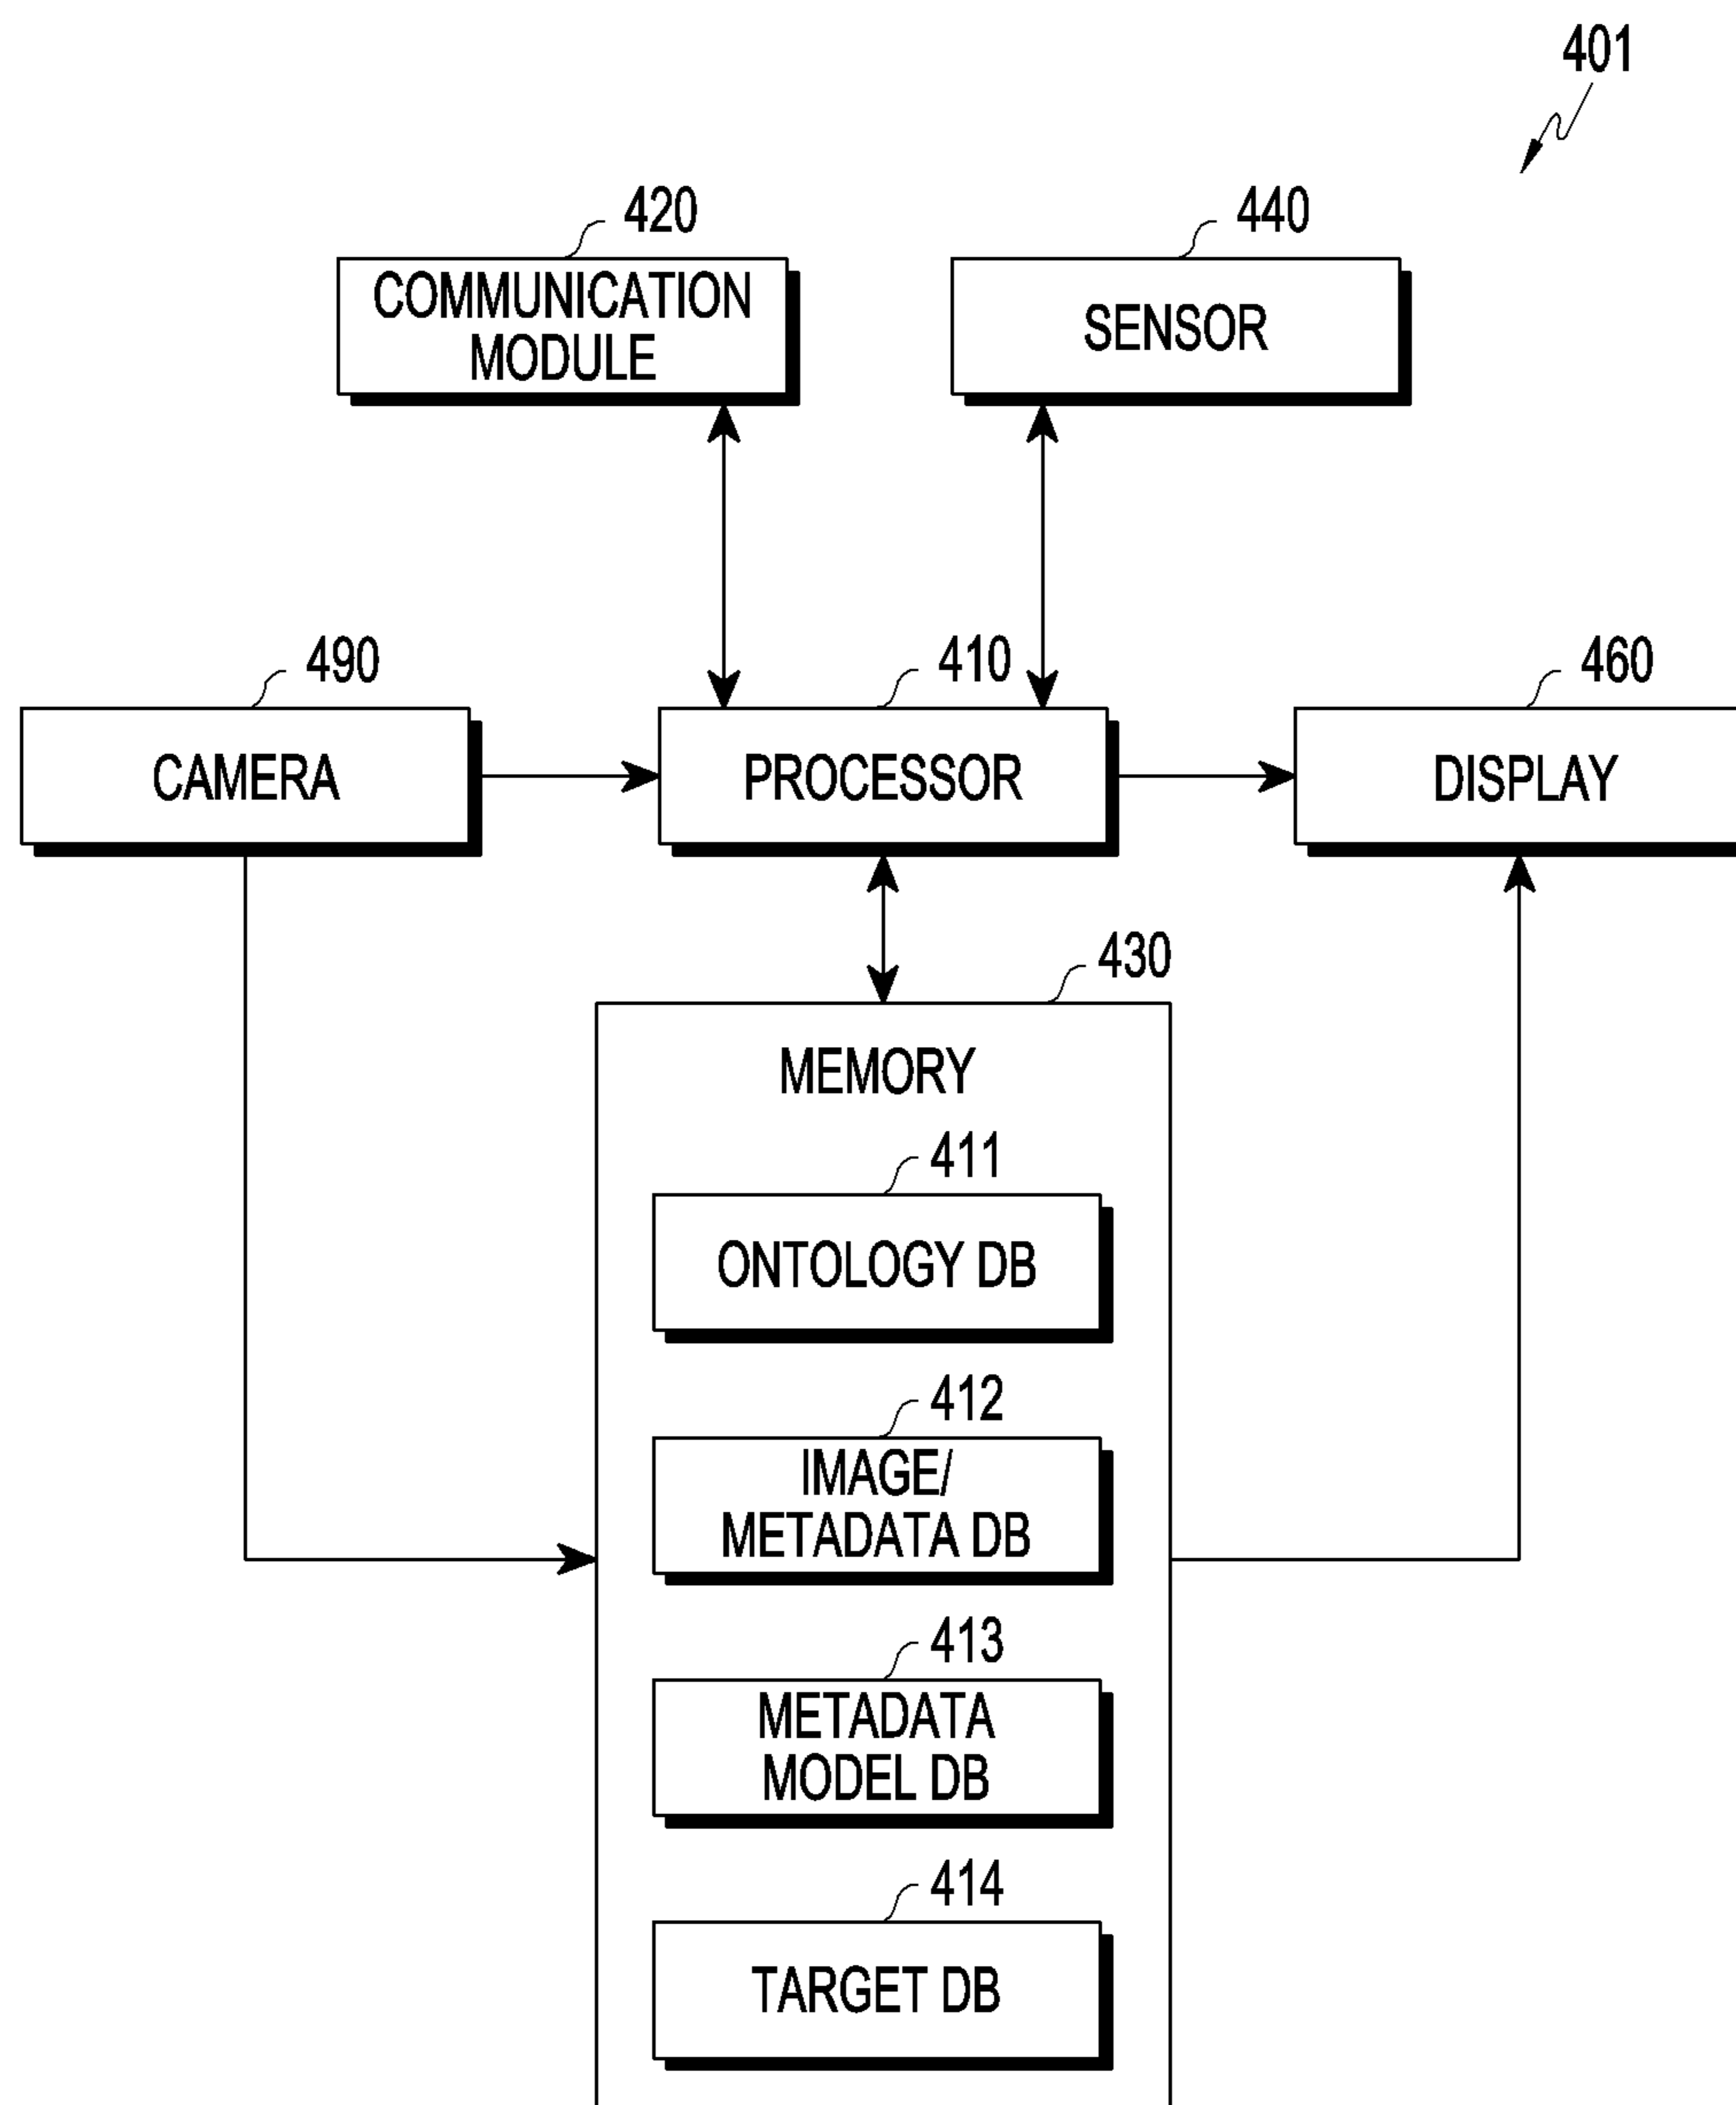 401
420
440
COMMUNICATION
MODULE
SENSOR
490
410
460
CAMERA
PROCESSOR
DISPLAY
430
MEMORY
411
ONTOLOGY DB
412
IMAGE/
METADATA DB
413
METADATA
MODEL DB
414
TARGET DB